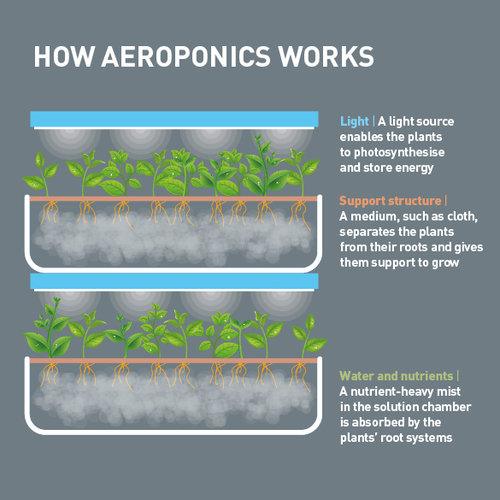 HOW AEROPONICS WORKS
Light | A light source
enables the plants
to photosynthesise
and store energy
Support structure |
A medium, such as cloth,
separates the plants
from their roots and gives
them support to grow
Water and nutrients |
A nutrient-heavy mist
in the solution chamber
is absorbed by the
plants’ root systems